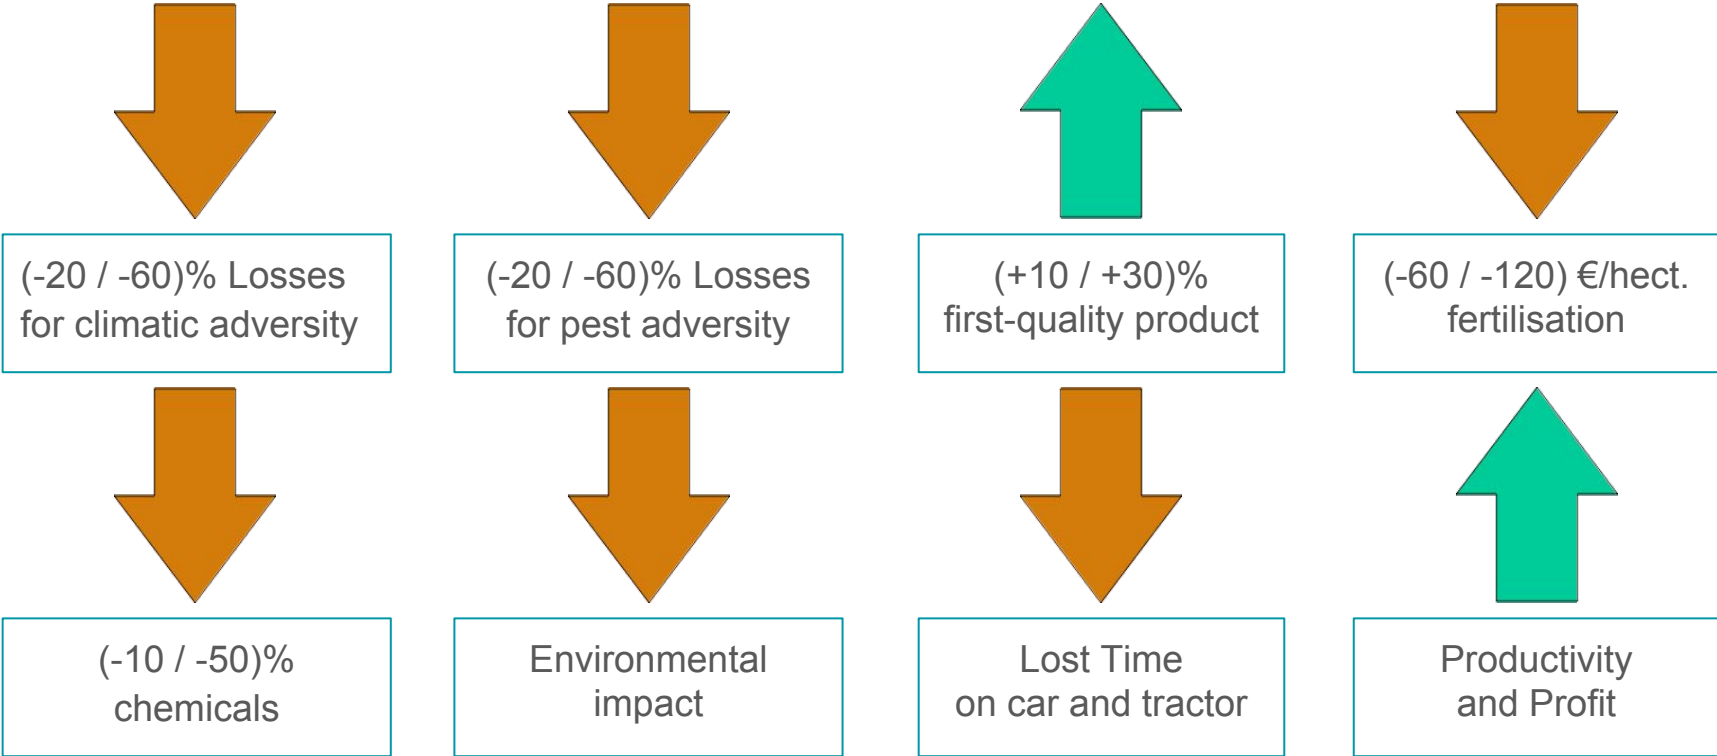 (-20 / -60)% Losses
for climatic adversity
(-20 / -60)% Losses
for pest adversity
(+10 / +30)%
first-quality product
(-60 / -120) €/hect.
fertilisation
(-10 / -50)%
chemicals
Environmental
impact
Lost Time
on car and tractor
Productivity
and Profit